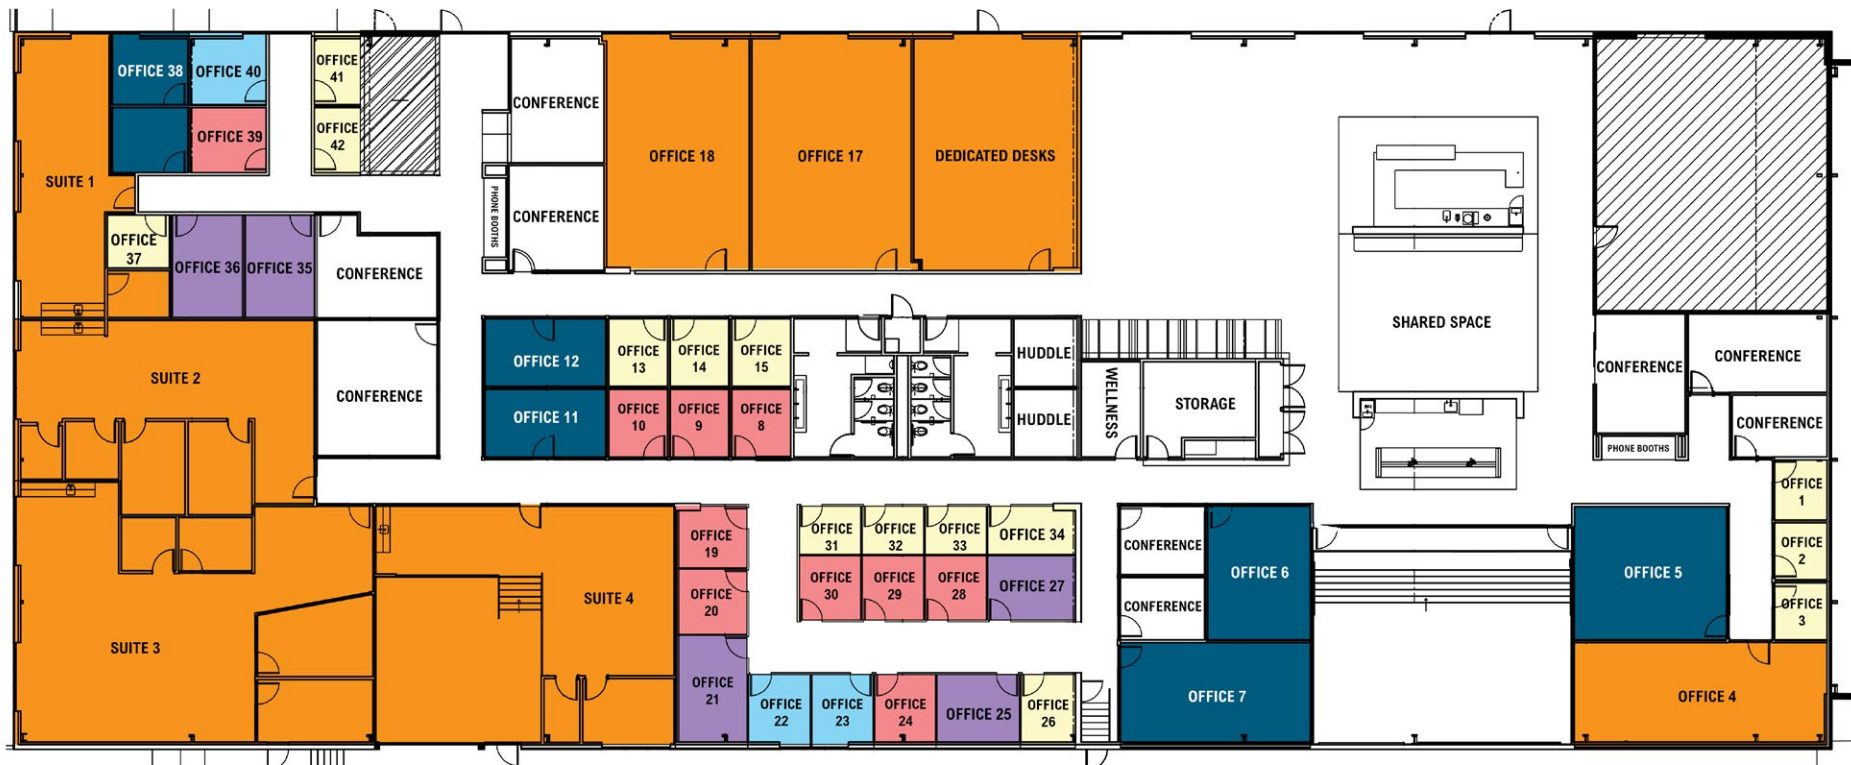 OFFICE 38
OFFICE 40
OFFICE
41
OFFICE 39
OFFICE
42
CONFERENCE
OFFICE 18
OFFICE 17
DEDICATED DESKS
SUITE 1
PHONE BOOTHS
CONFERENCE
OFFICE
37
OFFICE 36
OFFICE 35
CONFERENCE
SHARED SPACE
SUITE 2
CONFERENCE
OFFICE 12
OFFICE
13
OFFICE
14
OFFICE
15
HUDDLE
OFFICE 11
OFFICE
10
OFFICE
9
OFFICE
8
HUDDLE
WELLNESS
STORAGE
CONFERENCE
CONFERENCE
CONFERENCE
PHONE BOOTHS
OFFICE
1
OFFICE
2
OFFICE
3
SUITE 3
SUITE 4
OFFICE
19
OFFICE
20
OFFICE
21
OFFICE
31
OFFICE
32
OFFICE
33
OFFICE 34
OFFICE
30
OFFICE
29
OFFICE
28
OFFICE 27
CONFERENCE
CONFERENCE
OFFICE 6
OFFICE 5
OFFICE
22
OFFICE
23
OFFICE
24
OFFICE 25
OFFICE
26
OFFICE 7
OFFICE 4